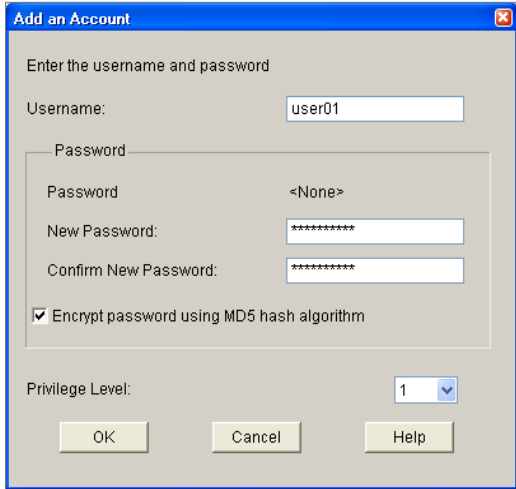 Add an Account
Enter the username and password
Username: user01
Password
Password <None>
New Password: **********
Confirm New Password: **********
Encrypt password using MD5 hash algorithm
Privilege Level: 1
OK Cancel Help